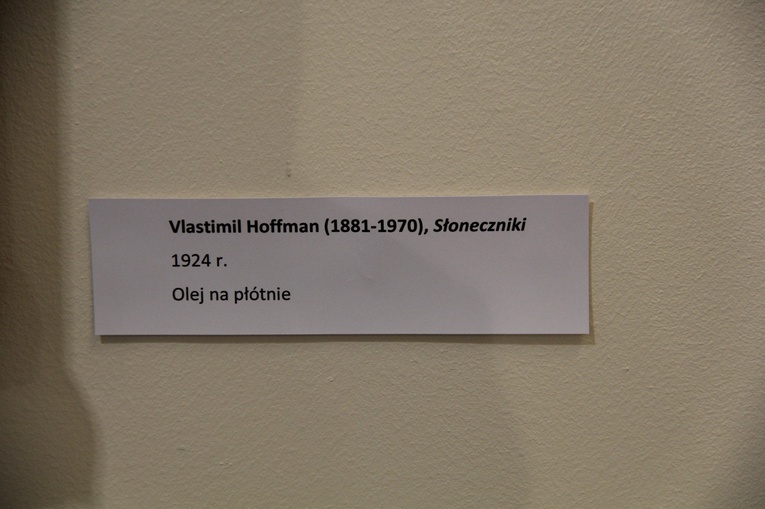 Vlastimil Hoffman (1881-1970), Słoneczniki
1924 r.
Olej na płótnie